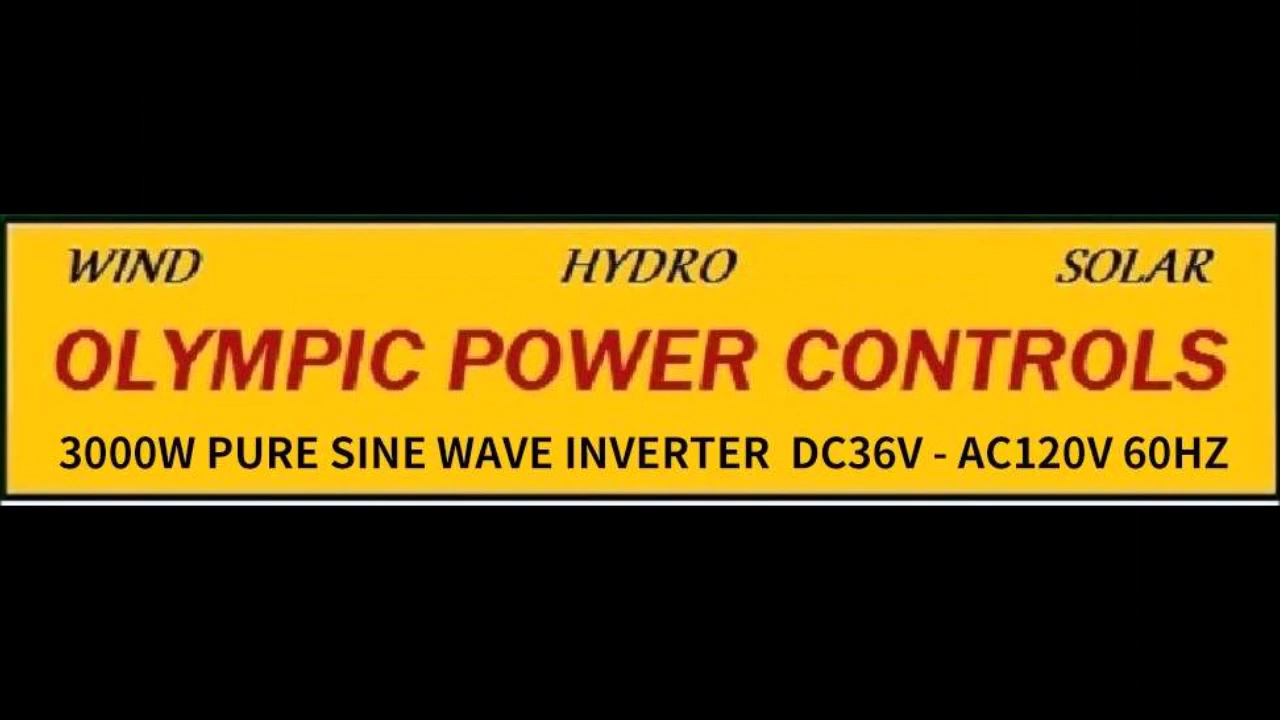 WIND HYDRO SOLAR
OLYMPIC POWER CONTROLS
3000W PURE SINE WAVE INVERTER DC36V - AC120V 60HZ